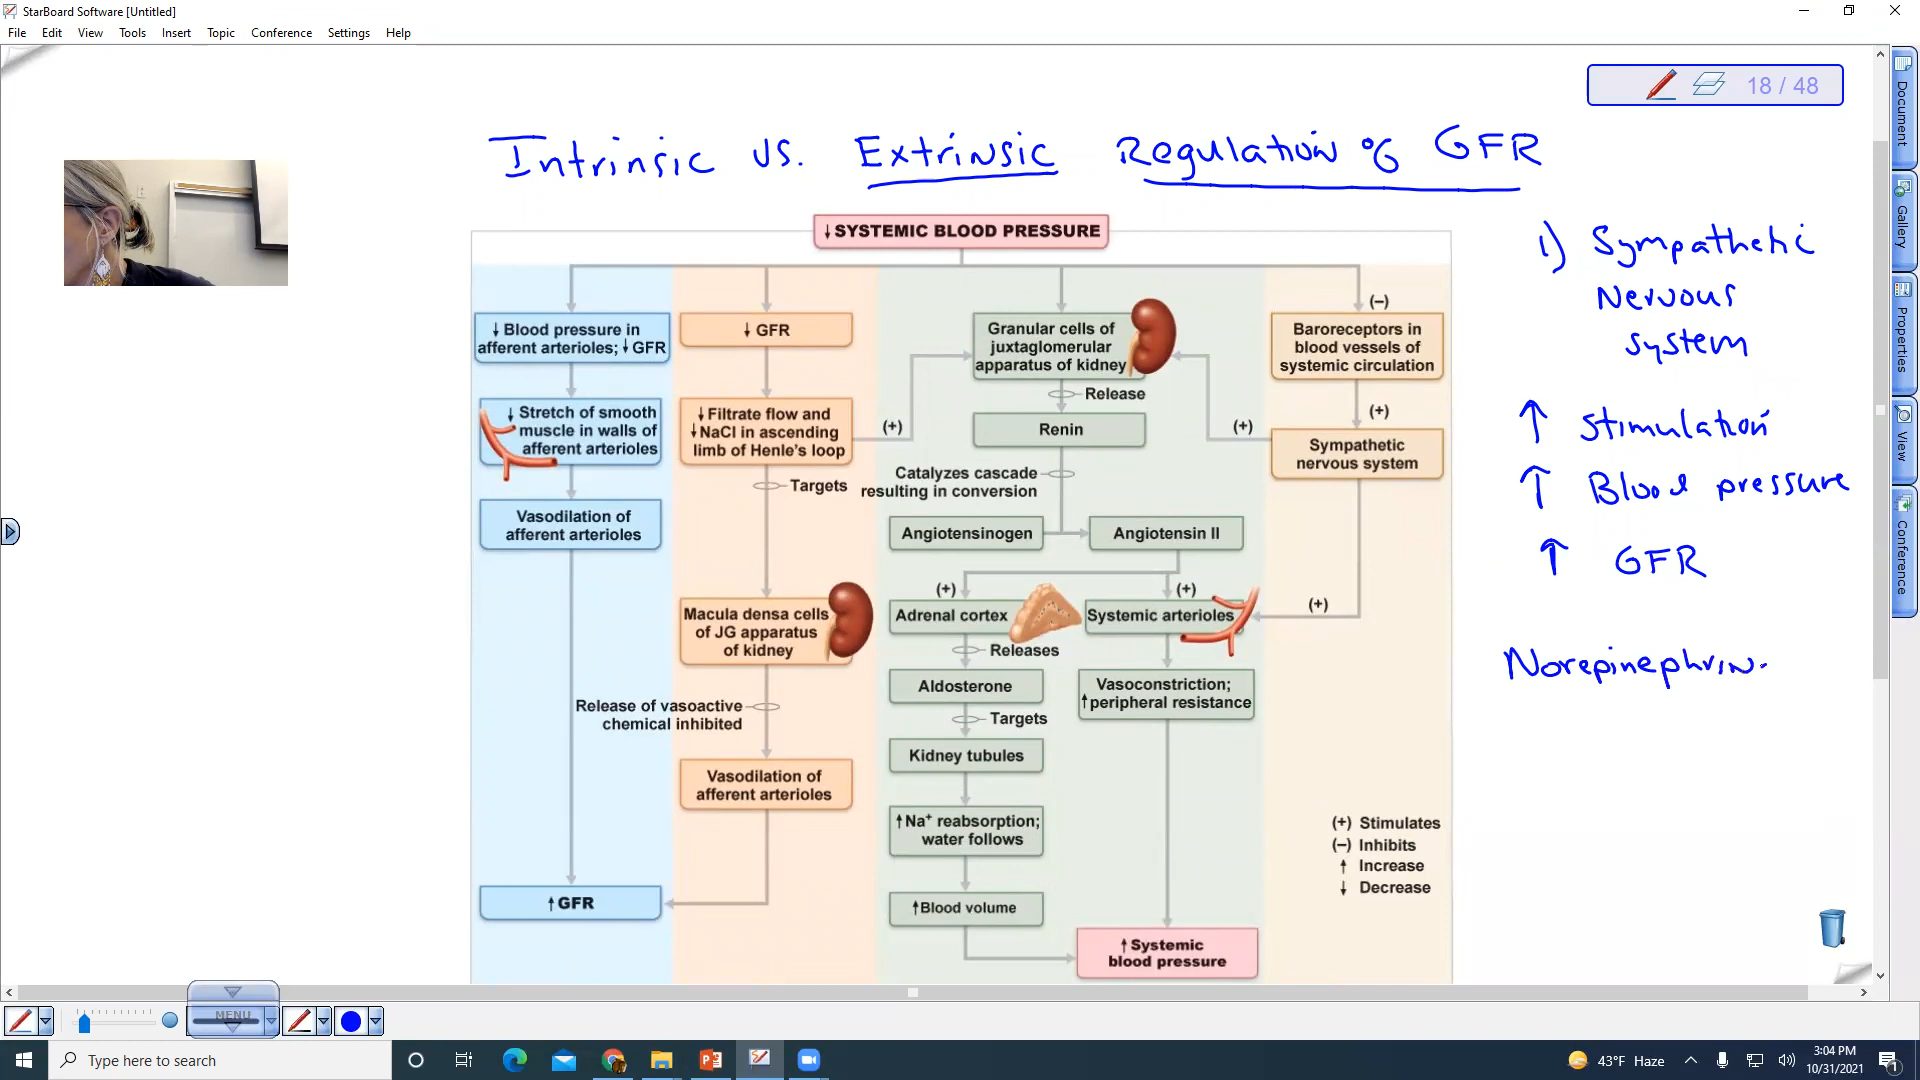 StarBoard Software [Untitled]
File Edit View Tools Insert Topic Conference Settings Help
18 / 48
Intrinsic vs. Extrinsic Regulation of GFR
↓SYSTEMIC BLOOD PRESSURE
↓Blood pressure in
afferent arterioles; ↓GFR
↓ Stretch of smooth
muscle in walls of
afferent arterioles
Vasodilation of
afferent arterioles
↑GFR
↓ GFR
↓Filtrate flow and
↓NaCl in ascending
limb of Henle's loop
Targets
Macula densa cells
of JG apparatus
of kidney
Release of vasoactive
chemical inhibited
Vasodilation of
afferent arterioles
(+)
Granular cells of
juxtaglomerular
apparatus of kidney
Release
Renin
Catalyzes cascade
resulting in conversion
Angiotensinogen
Angiotensin II
(+)
Adrenal cortex
Releases
Aldosterone
Targets
Kidney tubules
↑Na+ reabsorption;
water follows
↑Blood volume
(+)
Systemic arterioles
Vasoconstriction;
↑peripheral resistance
↑Systemic
blood pressure
(–)
Baroreceptors in
blood vessels of
systemic circulation
(+)
Sympathetic
nervous system
(+)
(+)
(+) Stimulates
(–) Inhibits
↑ Increase
↓ Decrease
1) Sympathetic
Nervous
system
↑ Stimulation
↑ Blood pressure
↑ GFR
Norepinephrin
Document
Gallery
Properties
View
Conference
MENU
Type here to search
43°F Haze
3:04 PM
10/31/2021
1